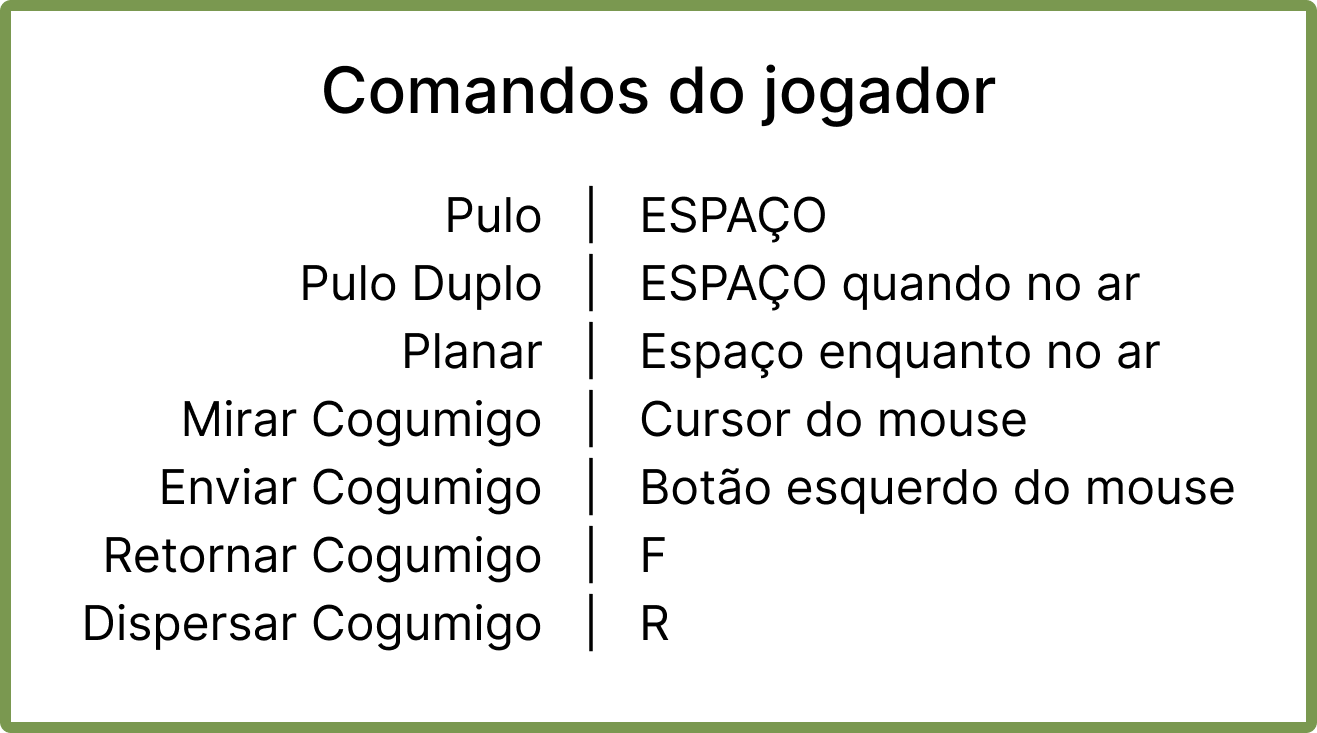 Comandos do jogador
Pulo | ESPAÇO
Pulo Duplo | ESPAÇO quando no ar
Planar | Espaço enquanto no ar
Mirar Cogumigo | Cursor do mouse
Enviar Cogumigo | Botão esquerdo do mouse
Retornar Cogumigo | F
Dispersar Cogumigo | R